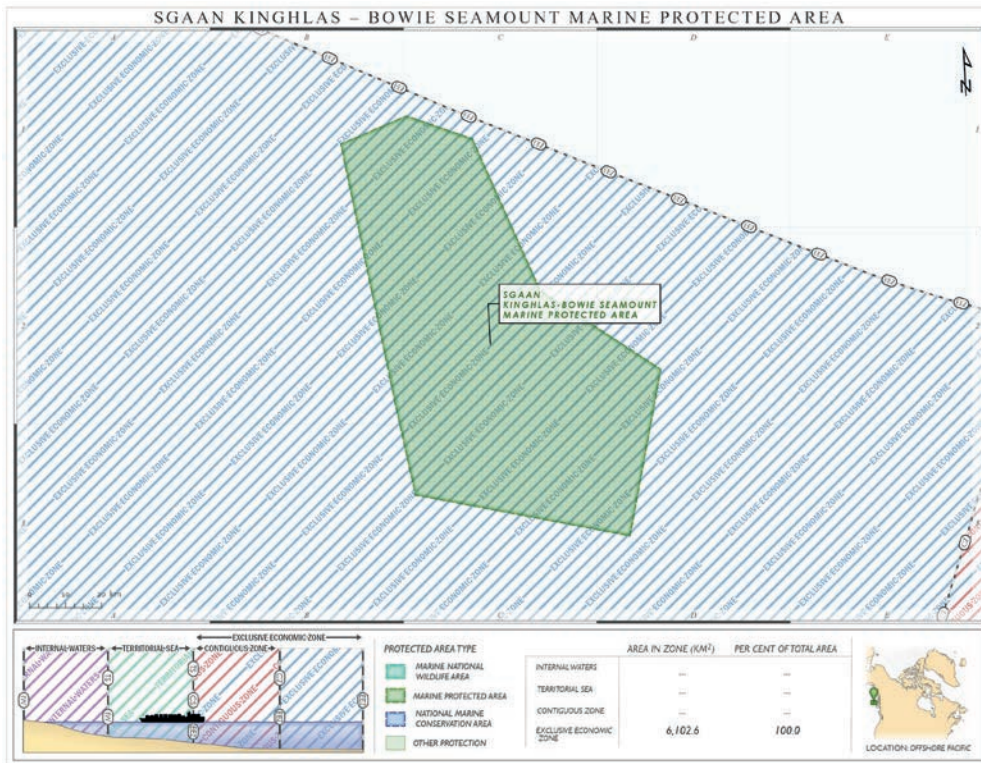 SGAAN KINGHLAS – BOWIE SEAMOUNT MARINE PROTECTED AREA
A
B
C
D
E
EXCLUSIVE ECONOMIC ZONE
SGAAN
KINGHLAS-BOWIE SEAMOUNT
MARINE PROTECTED AREA
EXCLUSIVE ECONOMIC ZONE
INTERNAL WATERS
TERRITORIAL SEA
CONTIGUOUS ZONE
PROTECTED AREA TYPE
MARINE NATIONAL
WILDLIFE AREA
MARINE PROTECTED AREA
NATIONAL MARINE
CONSERVATION AREA
OTHER PROTECTION
AREA IN ZONE (KM²) PER CENT OF TOTAL AREA
INTERNAL WATERS — —
TERRITORIAL SEA — —
CONTIGUOUS ZONE — —
EXCLUSIVE ECONOMIC
ZONE 6,102.6 100.0
LOCATION: OFFSHORE PACIFIC